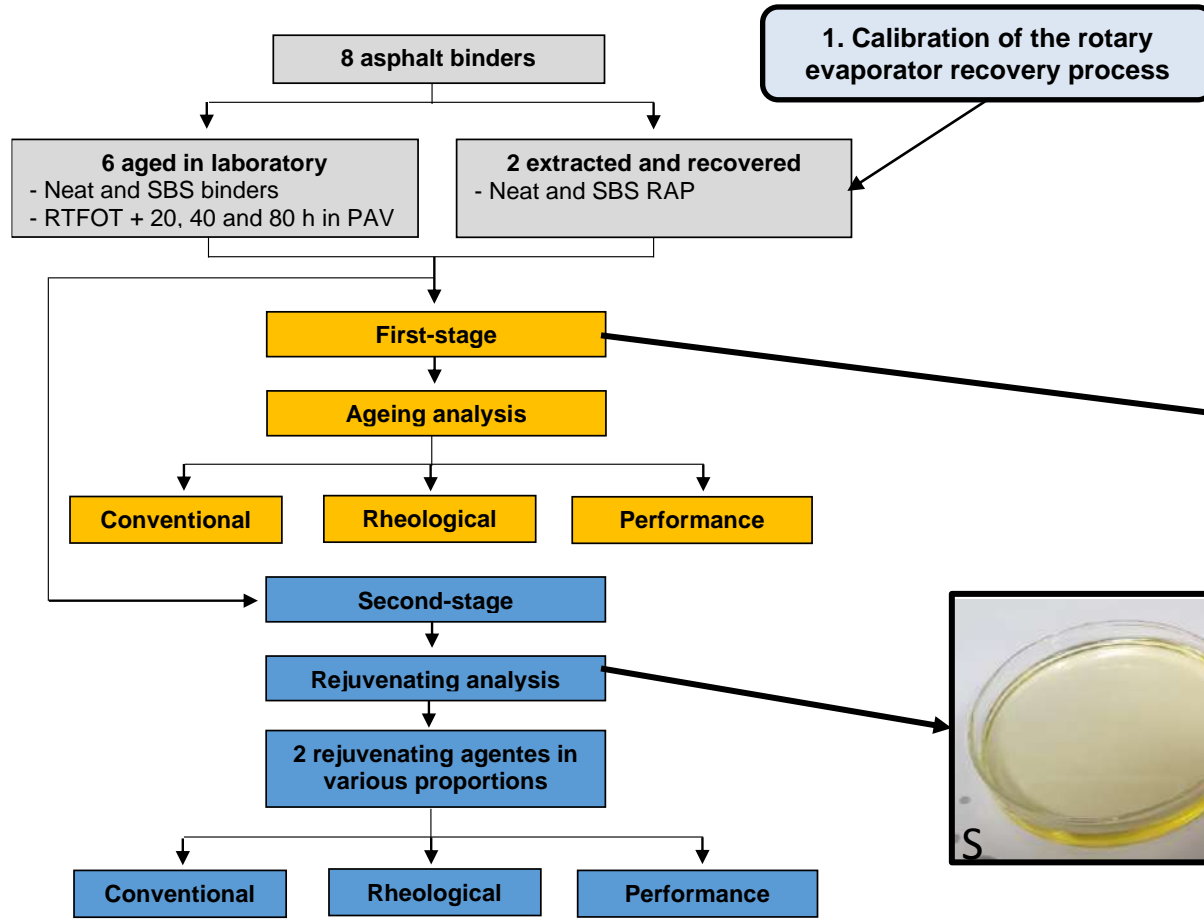 8 asphalt binders
1. Calibration of the rotary
evaporator recovery process
6 aged in laboratory
- Neat and SBS binders
- RTFOT + 20, 40 and 80 h in PAV
2 extracted and recovered
- Neat and SBS RAP
First-stage
Ageing analysis
Conventional
Rheological
Performance
Second-stage
Rejuvenating analysis
2 rejuvenating agentes in
various proportions
S
Conventional
Rheological
Performance